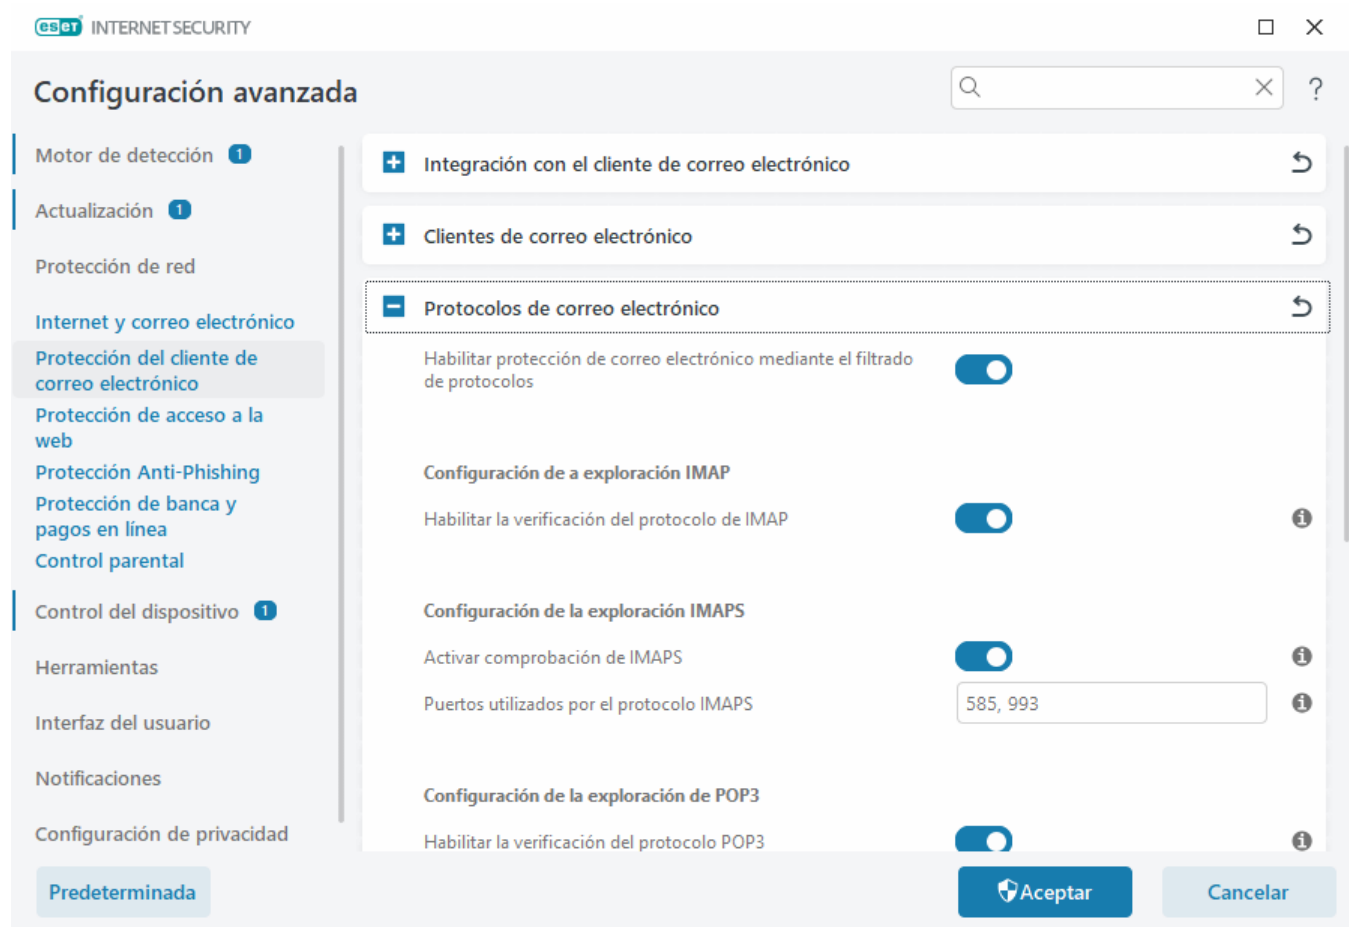 eset INTERNET SECURITY
Configuración avanzada
?
Motor de detección 1
Actualización 1
Protección de red
Internet y correo electrónico
Protección del cliente de
correo electrónico
Protección de acceso a la
web
Protección Anti-Phishing
Protección de banca y
pagos en línea
Control parental
Control del dispositivo 1
Herramientas
Interfaz del usuario
Notificaciones
Configuración de privacidad
Integración con el cliente de correo electrónico
Clientes de correo electrónico
Protocolos de correo electrónico
Habilitar protección de correo electrónico mediante el filtrado
de protocolos
Configuración de a exploración IMAP
Habilitar la verificación del protocolo de IMAP
Configuración de la exploración IMAPS
Activar comprobación de IMAPS
Puertos utilizados por el protocolo IMAPS 585, 993
Configuración de la exploración de POP3
Habilitar la verificación del protocolo POP3
Predeterminada
Aceptar
Cancelar